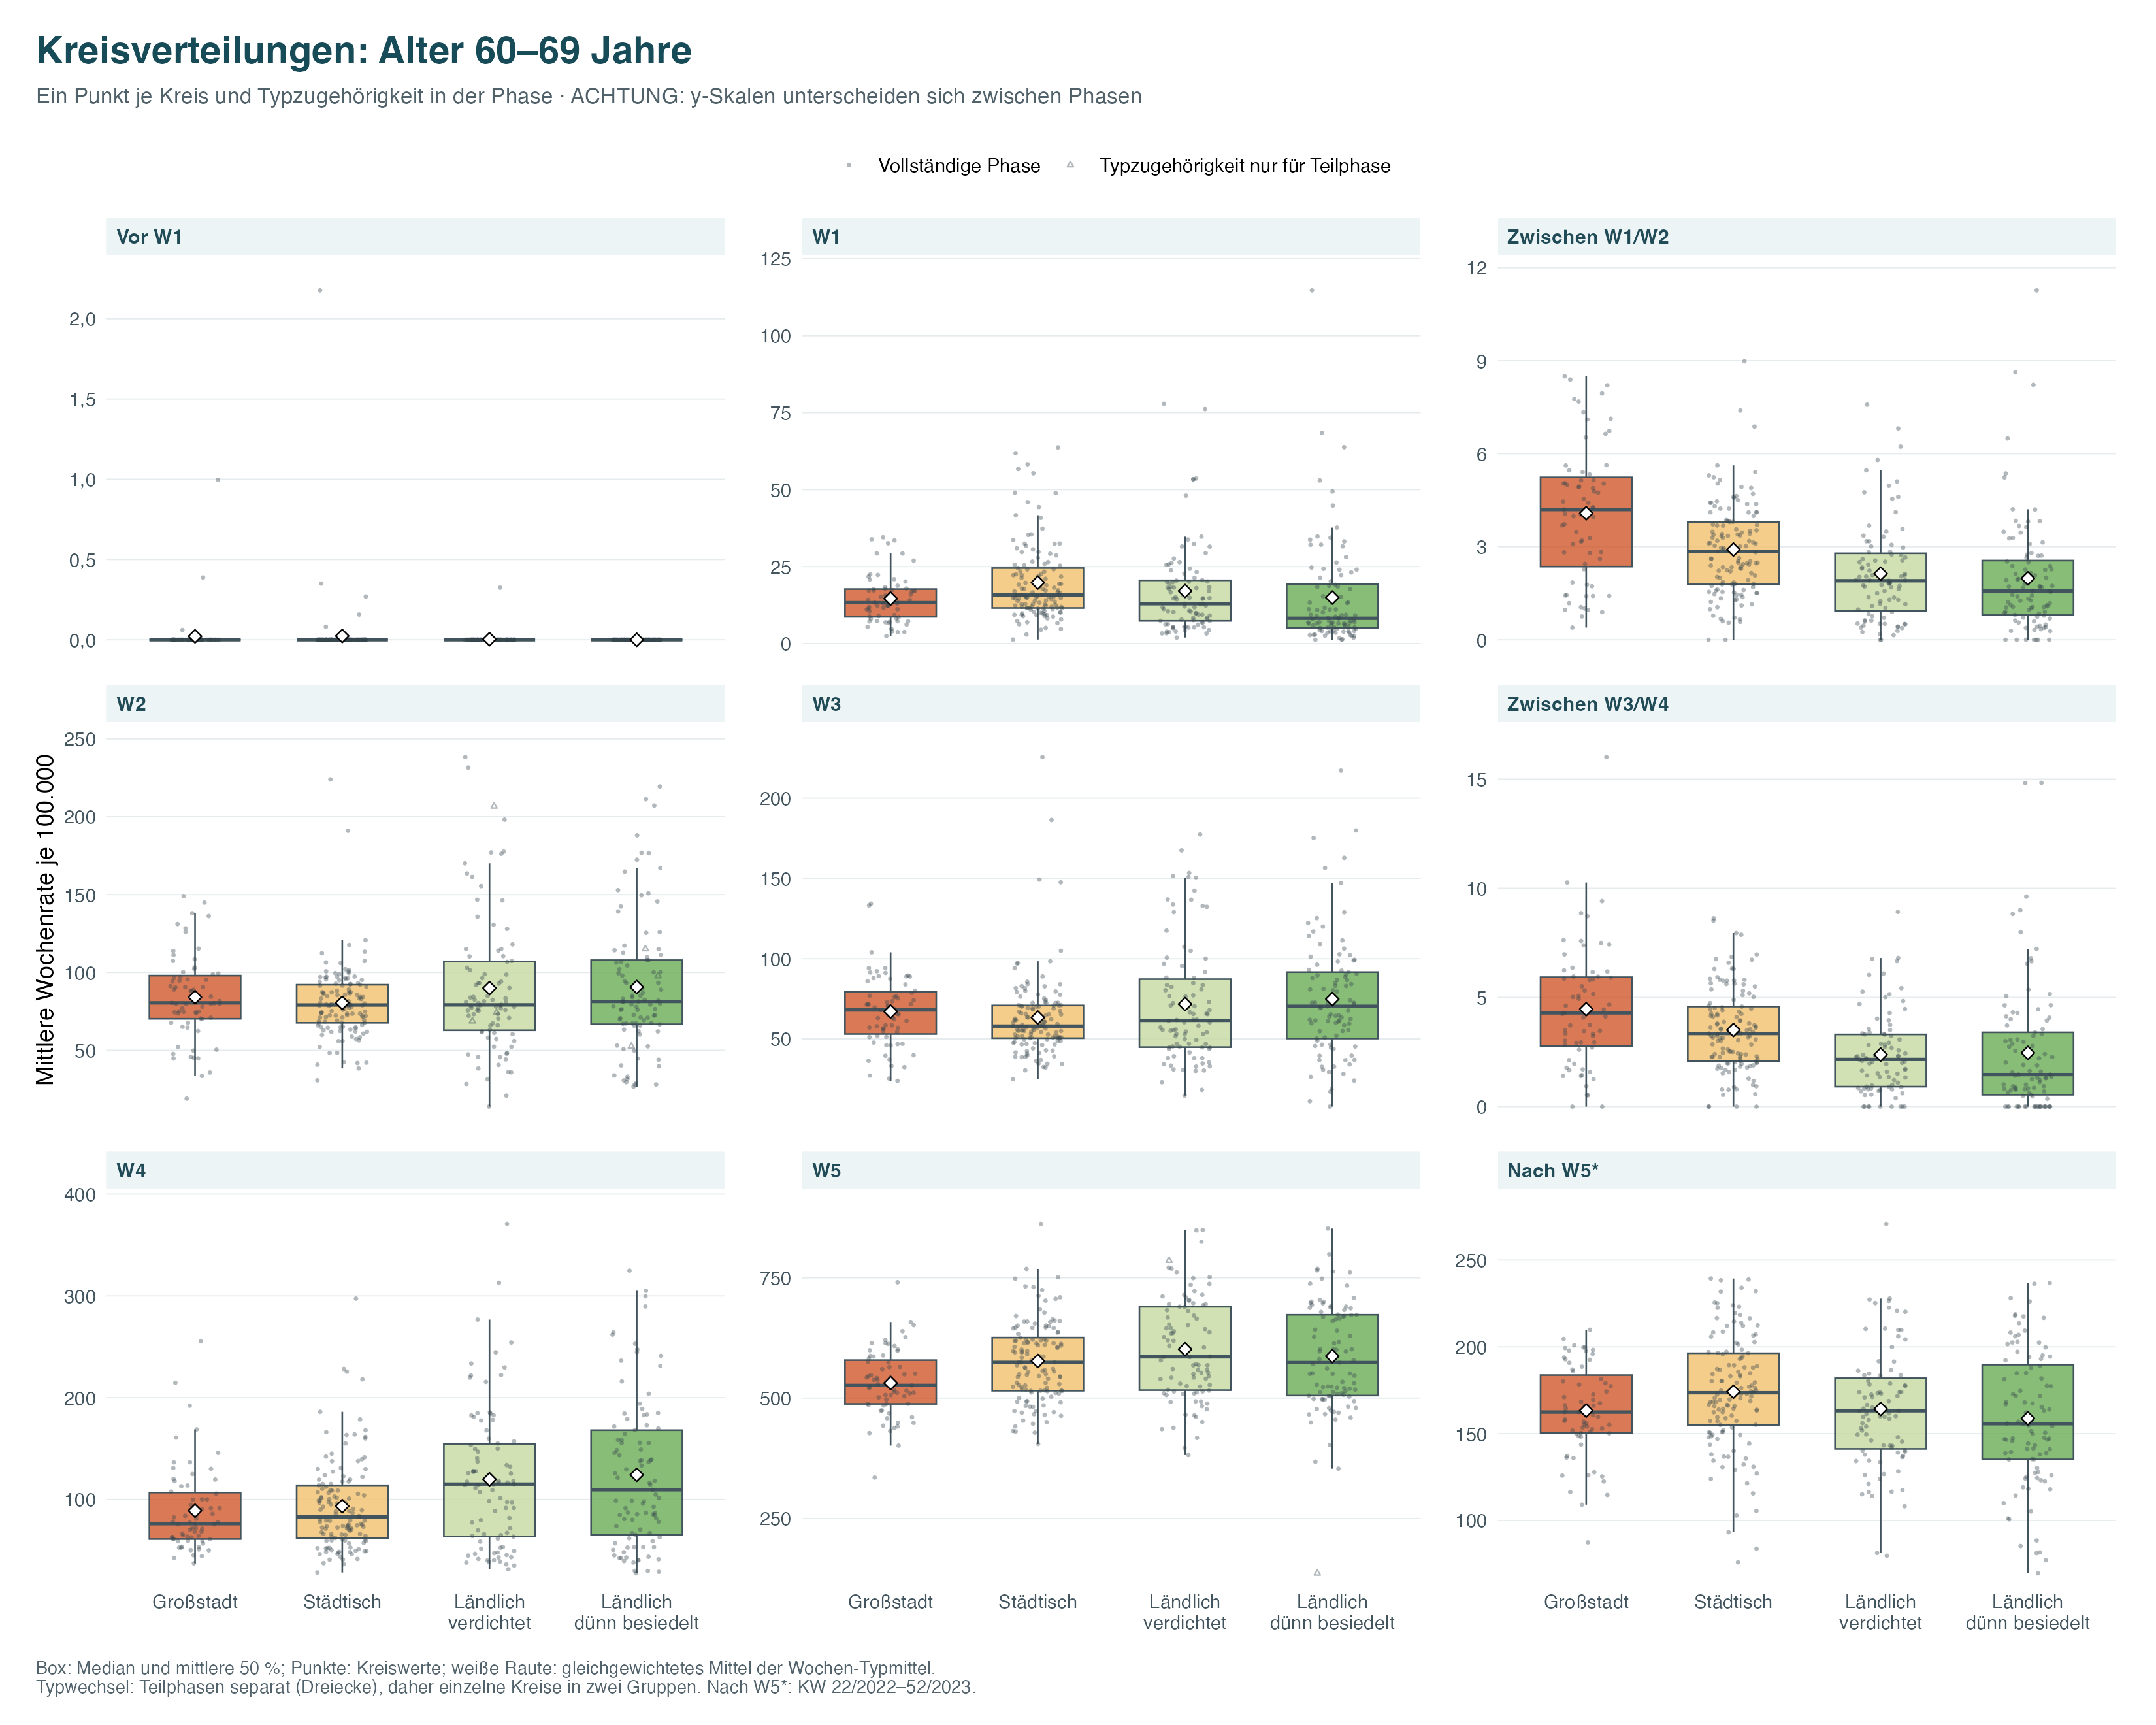 Kreisverteilungen: Alter 60–69 Jahre
Ein Punkt je Kreis und Typzugehörigkeit in der Phase · ACHTUNG: y-Skalen unterscheiden sich zwischen Phasen
Vollständige Phase
Typzugehörigkeit nur für Teilphase
Mittlere Wochenrate je 100.000
Vor W1
2,0
1,5
1,0
0,5
0,0
W1
125
100
75
50
25
0
Zwischen W1/W2
12
9
6
3
0
W2
250
200
150
100
50
W3
200
150
100
50
Zwischen W3/W4
15
10
5
0
W4
400
300
200
100
Großstadt
Städtisch
Ländlich
verdichtet
Ländlich
dünn besiedelt
W5
750
500
250
Großstadt
Städtisch
Ländlich
verdichtet
Ländlich
dünn besiedelt
Nach W5*
250
200
150
100
Großstadt
Städtisch
Ländlich
verdichtet
Ländlich
dünn besiedelt
Box: Median und mittlere 50 %; Punkte: Kreiswerte; weiße Raute: gleichgewichtetes Mittel der Wochen-Typmittel.
Typwechsel: Teilphasen separat (Dreiecke), daher einzelne Kreise in zwei Gruppen. Nach W5*: KW 22/2022–52/2023.